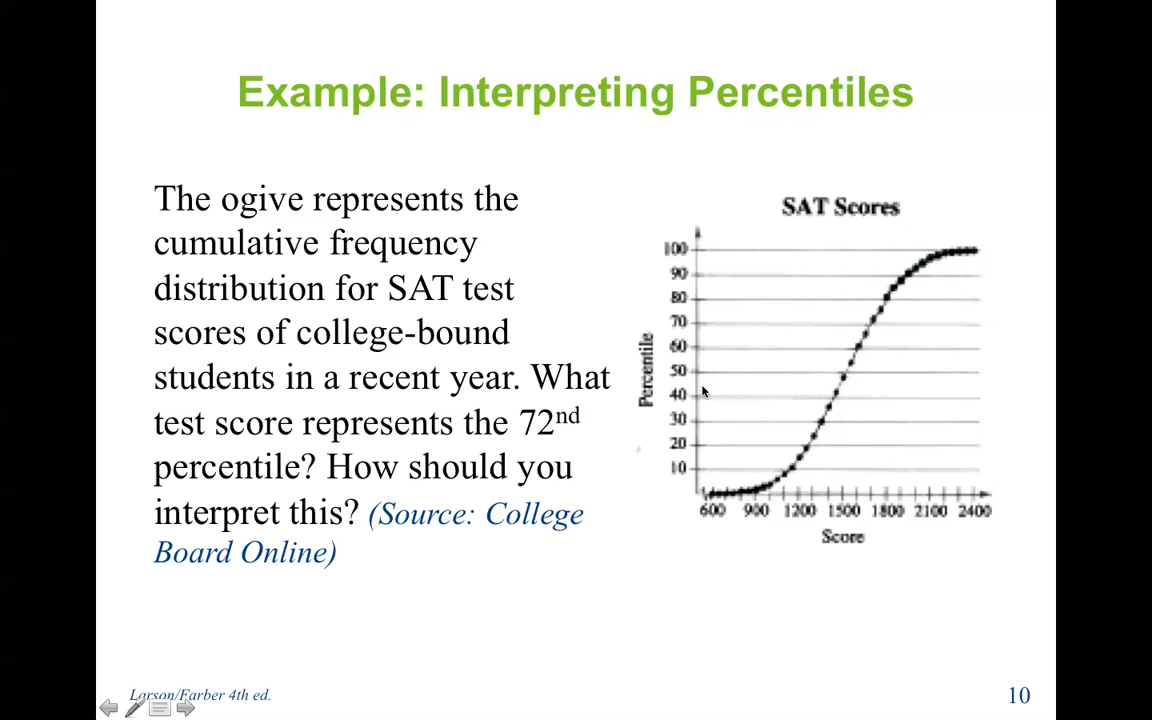 Example: Interpreting Percentiles
The ogive represents the
cumulative frequency
distribution for SAT test
scores of college-bound
students in a recent year. What
test score represents the 72nd
percentile? How should you
interpret this? (Source: College
Board Online)
SAT Scores
100
90
80
70
60
50
40
30
20
10
Percentile
600 900 1200 1500 1800 2100 2400
Score
Larson/Farber 4th ed.
10